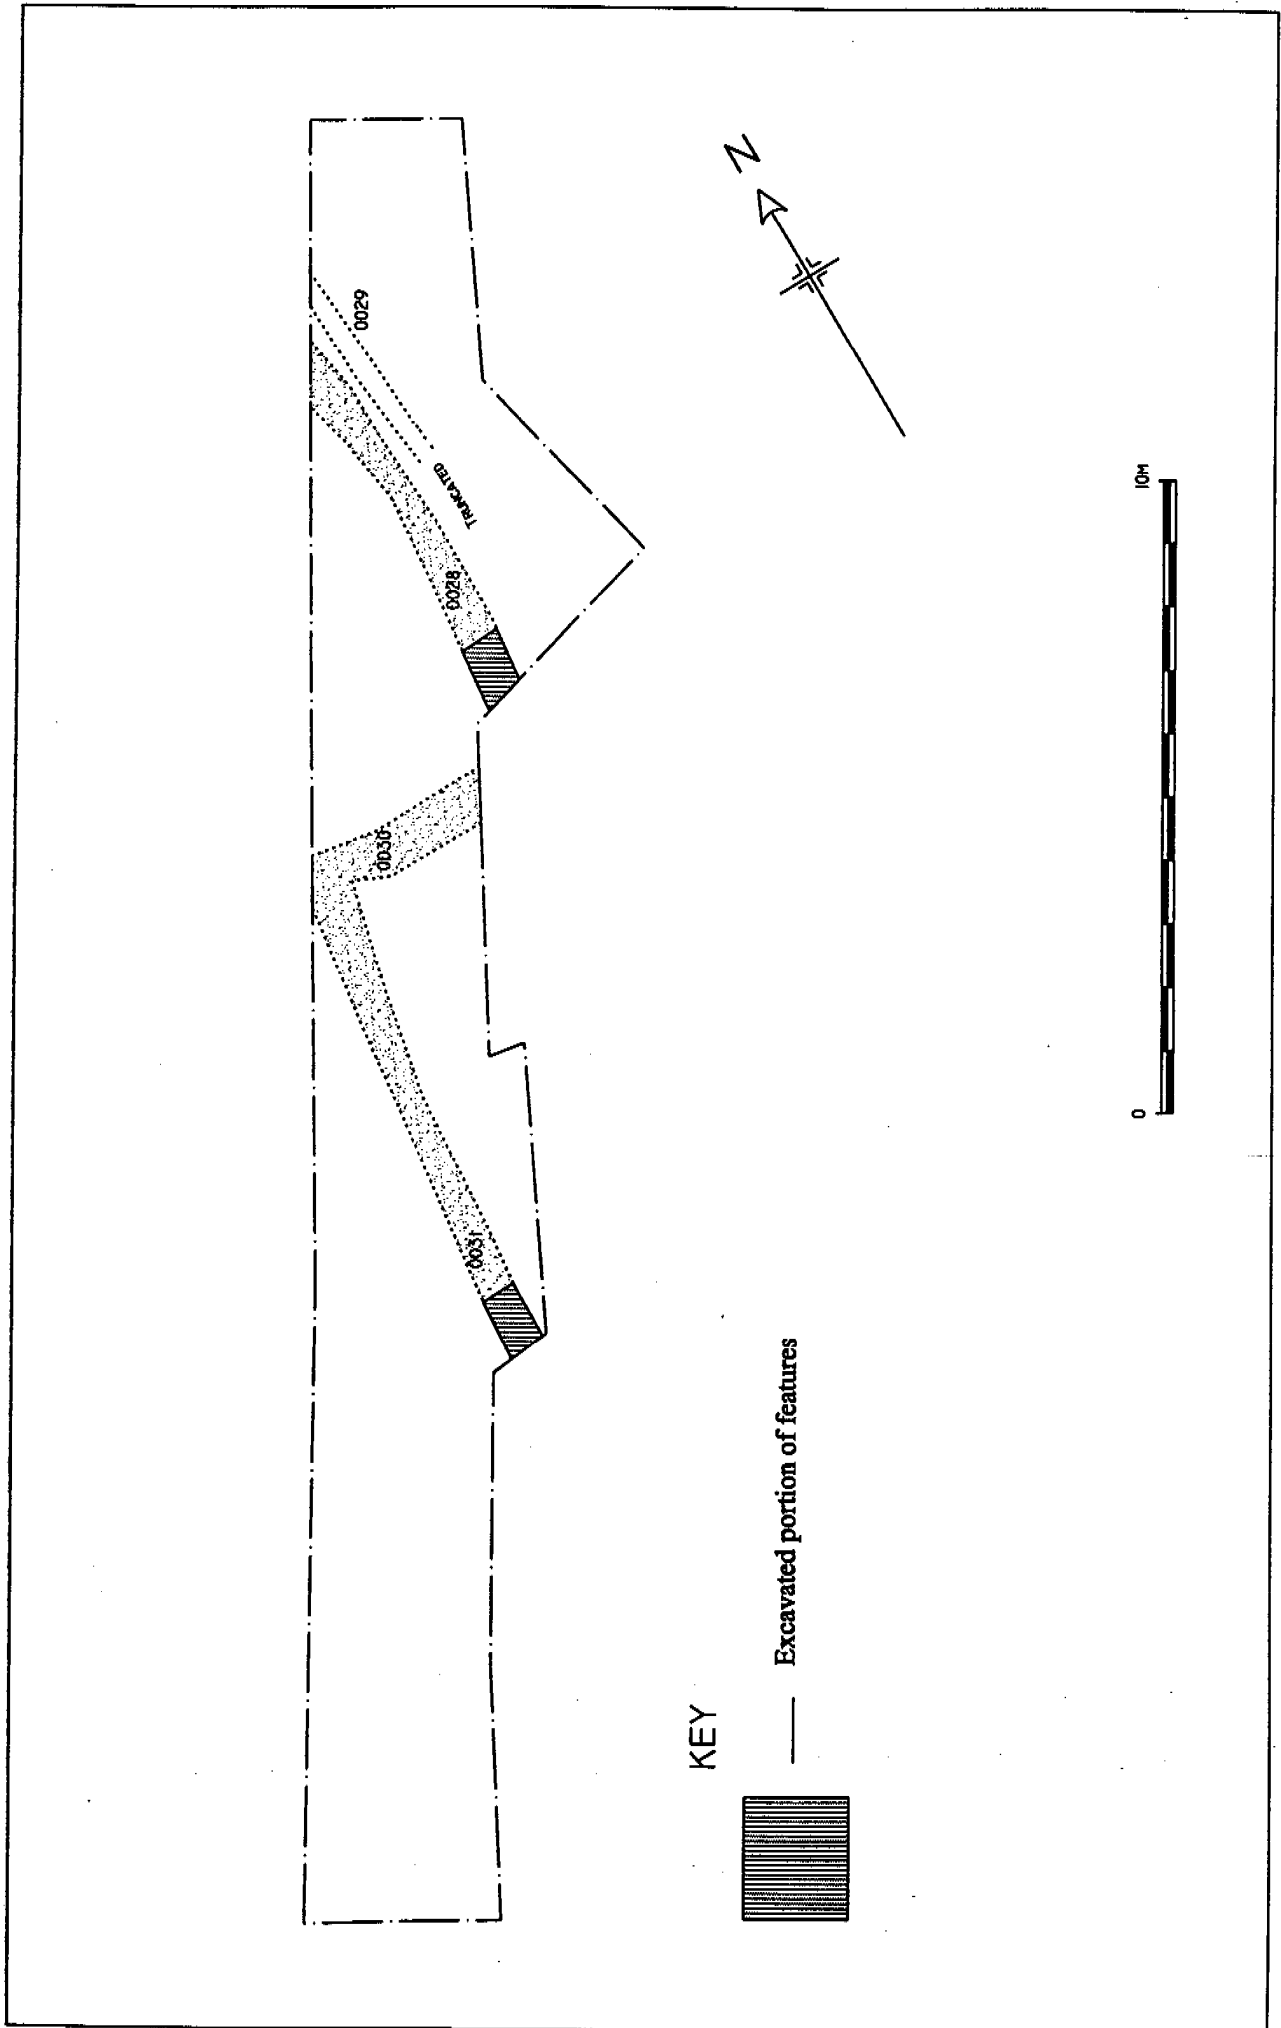 N
0029
TRUNCATED
0028
0030
0031
0
10M
KEY
Excavated portion of features